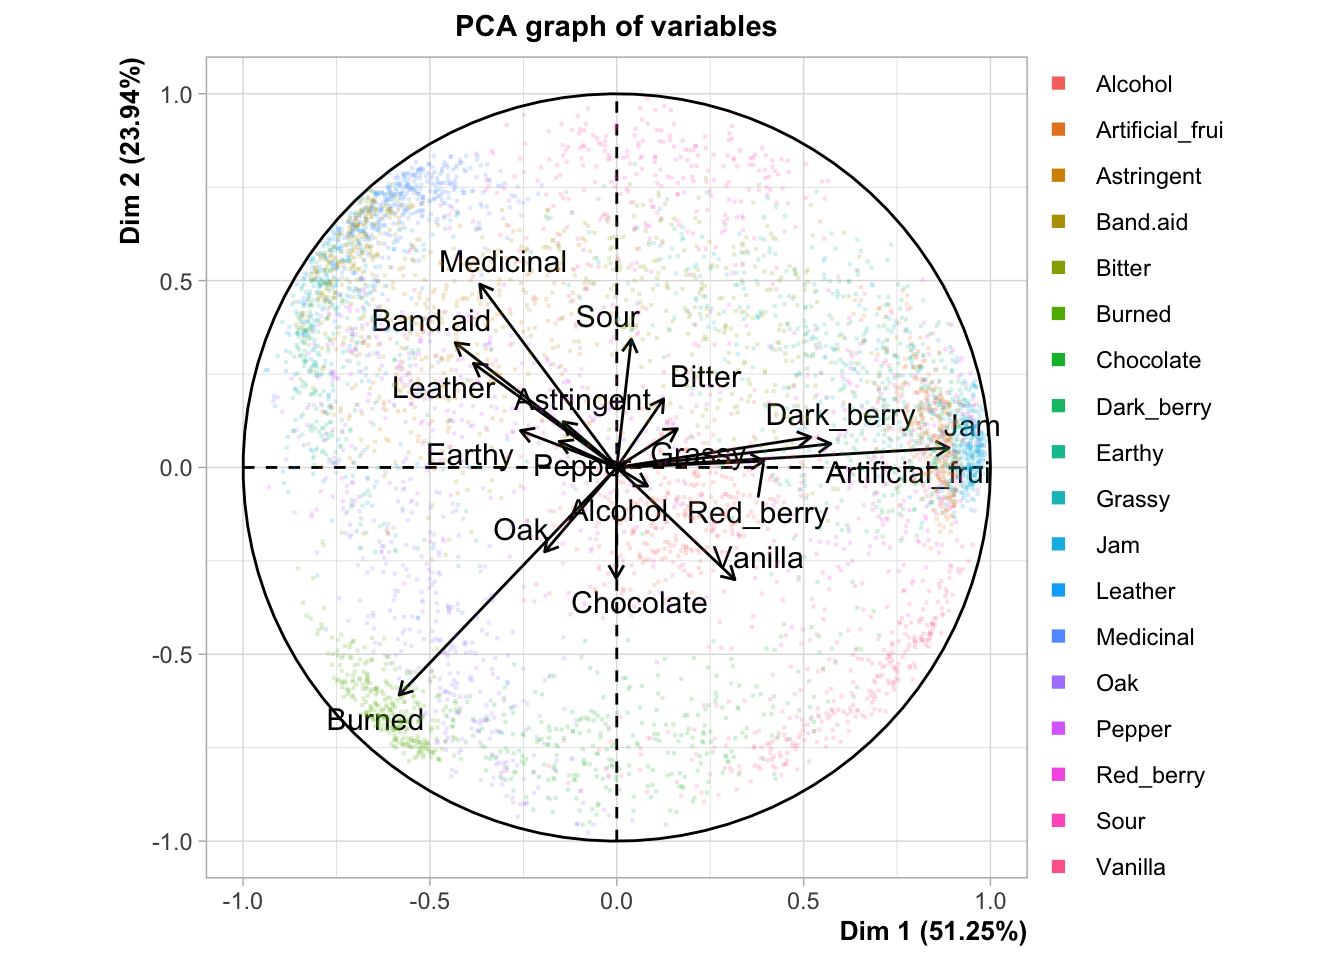 PCA graph of variables
Dim 2 (23.94%)
1.0
0.5
0.0
-0.5
-1.0
Medicinal
Band.aid
Sour
Leather
Astringent
Bitter
Dark_berry
Jam
Earthy
Pepper
Grassy
Artificial_frui
Oak
Alcohol
Red_berry
Vanilla
Chocolate
Burned
-1.0
-0.5
0.0
0.5
1.0
Dim 1 (51.25%)
Alcohol
Artificial_frui
Astringent
Band.aid
Bitter
Burned
Chocolate
Dark_berry
Earthy
Grassy
Jam
Leather
Medicinal
Oak
Pepper
Red_berry
Sour
Vanilla